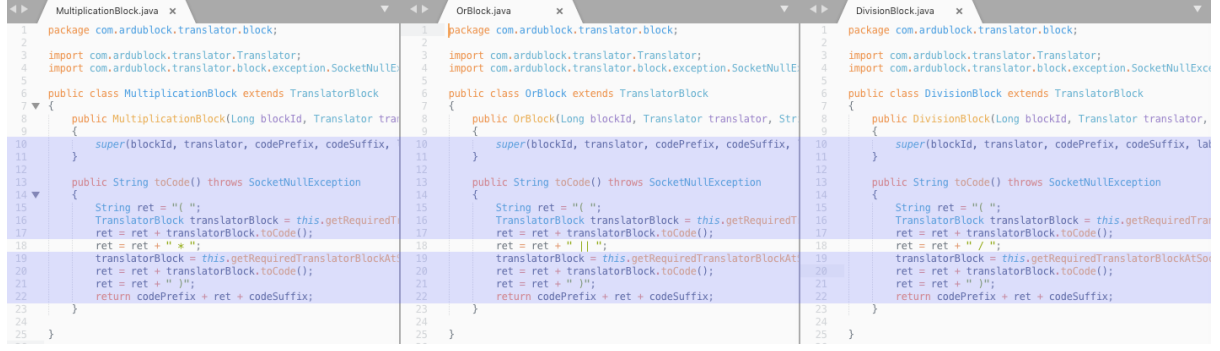 MultiplicationBlock.java ×
1 package com.ardublock.translator.block;
2
3 import com.ardublock.translator.Translator;
4 import com.ardublock.translator.block.exception.SocketNullE
5
6 public class MultiplicationBlock extends TranslatorBlock
7 {
8 public MultiplicationBlock(Long blockId, Translator tran
9 {
10 super(blockId, translator, codePrefix, codeSuffix,
11 }
12
13 public String toCode() throws SocketNullException
14 {
15 String ret = "( ";
16 TranslatorBlock translatorBlock = this.getRequiredTr
17 ret = ret + translatorBlock.toCode();
18 ret = ret + " * ";
19 translatorBlock = this.getRequiredTranslatorBlockAtS
20 ret = ret + translatorBlock.toCode();
21 ret = ret + " )";
22 return codePrefix + ret + codeSuffix;
23 }
24
25 }
OrBlock.java ×
1 package com.ardublock.translator.block;
2
3 import com.ardublock.translator.Translator;
4 import com.ardublock.translator.block.exception.SocketNullE
5
6 public class OrBlock extends TranslatorBlock
7 {
8 public OrBlock(Long blockId, Translator translator, Str
9 {
10 super(blockId, translator, codePrefix, codeSuffix,
11 }
12
13 public String toCode() throws SocketNullException
14 {
15 String ret = "( ";
16 TranslatorBlock translatorBlock = this.getRequiredT
17 ret = ret + translatorBlock.toCode();
18 ret = ret + " || ";
19 translatorBlock = this.getRequiredTranslatorBlockAt
20 ret = ret + translatorBlock.toCode();
21 ret = ret + " )";
22 return codePrefix + ret + codeSuffix;
23 }
24
25 }
DivisionBlock.java ×
1 package com.ardublock.translator.block;
2
3 import com.ardublock.translator.Translator;
4 import com.ardublock.translator.block.exception.SocketNullExce
5
6 public class DivisionBlock extends TranslatorBlock
7 {
8 public DivisionBlock(Long blockId, Translator translator,
9 {
10 super(blockId, translator, codePrefix, codeSuffix, lab
11 }
12
13 public String toCode() throws SocketNullException
14 {
15 String ret = "( ";
16 TranslatorBlock translatorBlock = this.getRequiredTran
17 ret = ret + translatorBlock.toCode();
18 ret = ret + " / ";
19 translatorBlock = this.getRequiredTranslatorBlockAtSoc
20 ret = ret + translatorBlock.toCode();
21 ret = ret + " )";
22 return codePrefix + ret + codeSuffix;
23 }
24
25 }